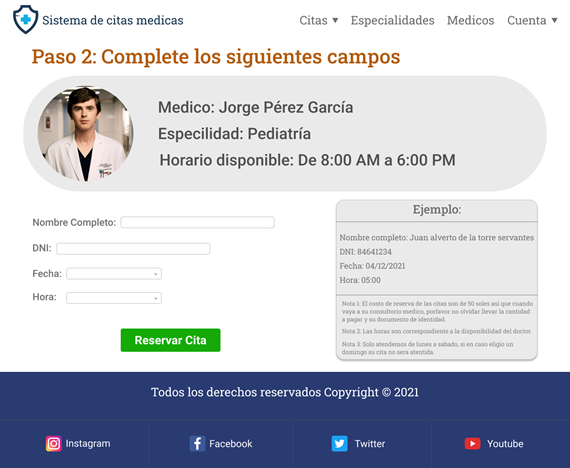 Sistema de citas medicas
Citas ▼ Especialidades Medicos Cuenta ▼
Paso 2: Complete los siguientes campos
Medico: Jorge Pérez García
Especilidad: Pediatría
Horario disponible: De 8:00 AM a 6:00 PM
Nombre Completo:
DNI:
Fecha:
Hora:
Reservar Cita
Ejemplo:
Nombre completo: Juan alverto de la torre servantes
DNI: 84641234
Fecha: 04/12/2021
Hora: 05:00
Nota 1: El costo de reserva de las citas son de 50 soles asi que cuando
vaya a su consultorio medico, porfavor no olvidar llevar la cantidad
a pagar y su documento de identidad.
Nota 2: Las horas son correspondiente a la disponibilidad del doctor.
Nota 3: Solo atendemos de lunes a sabado, si en caso eligio un
domingo su cita no sera atentida.
Todos los derechos reservados Copyright © 2021
Instagram
Facebook
Twitter
Youtube